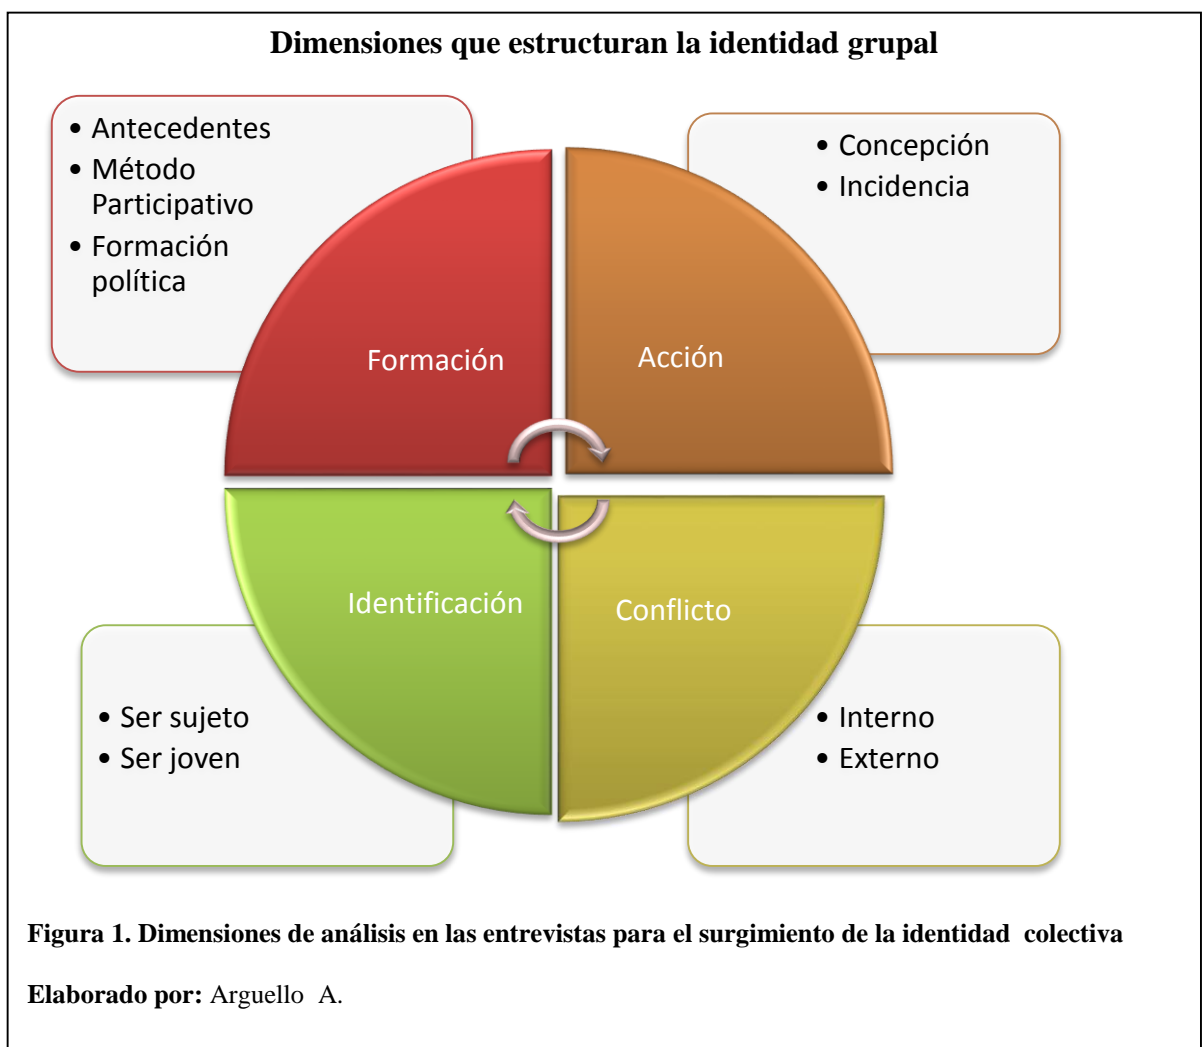 Dimensiones que estructuran la identidad grupal
• Antecedentes
• Método
Participativo
• Formación
política
• Concepción
• Incidencia
Formación
Acción
Identificación
Conflicto
• Ser sujeto
• Ser joven
• Interno
• Externo
Figura 1. Dimensiones de análisis en las entrevistas para el surgimiento de la identidad colectiva
Elaborado por: Arguello A.